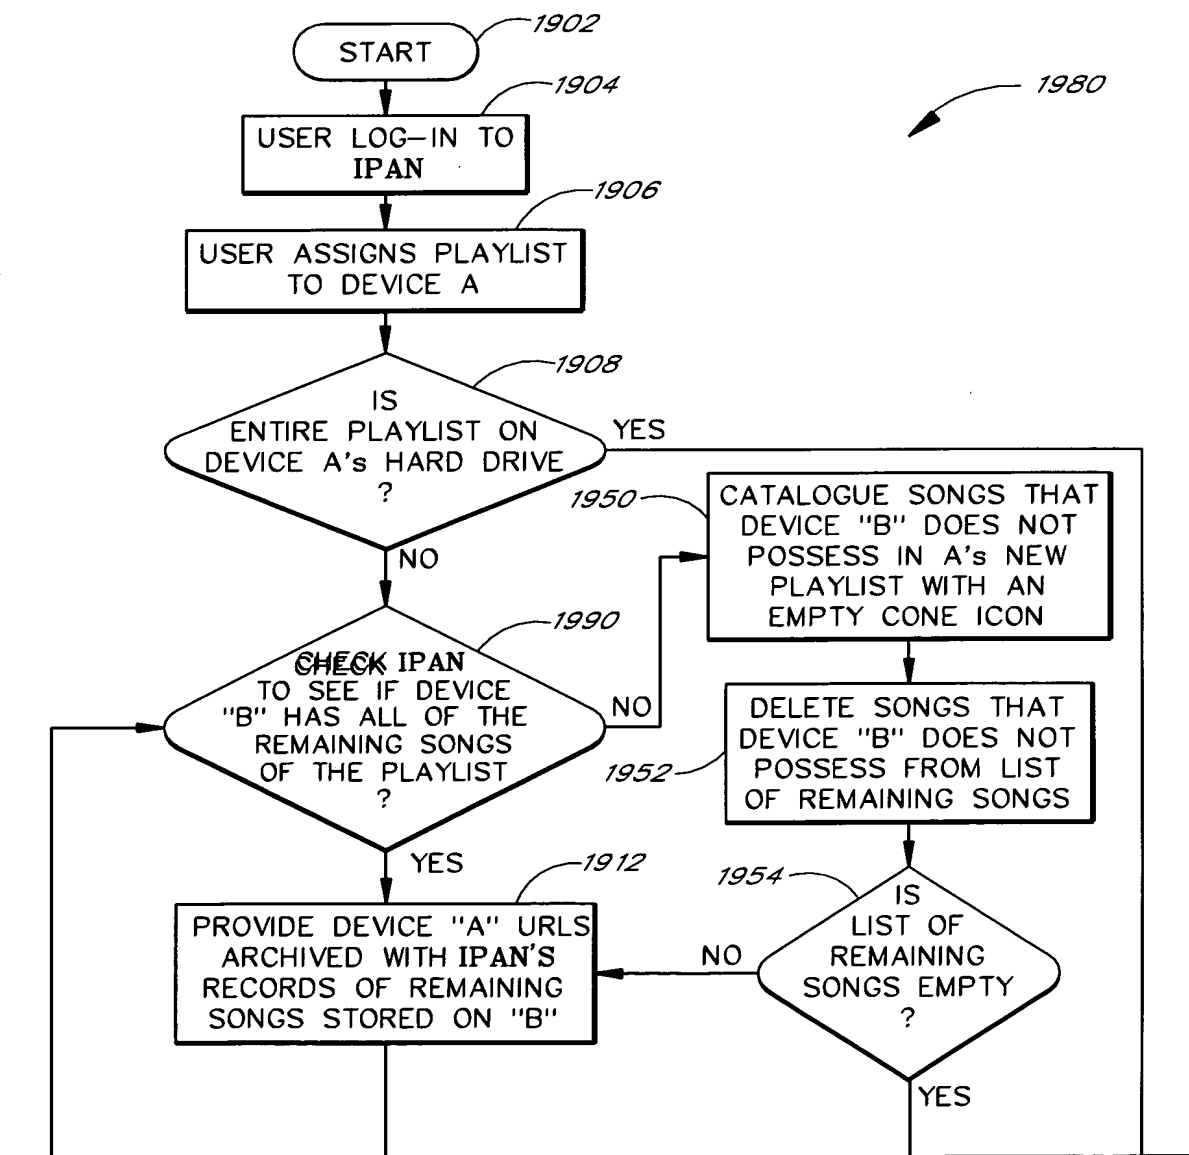 1902
START
1904
1980
USER LOG-IN TO
IPAN
1906
USER ASSIGNS PLAYLIST
TO DEVICE A
1908
IS
ENTIRE PLAYLIST ON
DEVICE A's HARD DRIVE
?
YES
NO
1950
CATALOGUE SONGS THAT
DEVICE "B" DOES NOT
POSSESS IN A's NEW
PLAYLIST WITH AN
EMPTY CONE ICON
1990
CHECK IPAN
TO SEE IF DEVICE
"B" HAS ALL OF THE
REMAINING SONGS
OF THE PLAYLIST
?
NO
YES
1952
DELETE SONGS THAT
DEVICE "B" DOES NOT
POSSESS FROM LIST
OF REMAINING SONGS
1912
PROVIDE DEVICE "A" URLS
ARCHIVED WITH IPAN'S
RECORDS OF REMAINING
SONGS STORED ON "B"
1954
IS
LIST OF
REMAINING
SONGS EMPTY
?
NO
YES